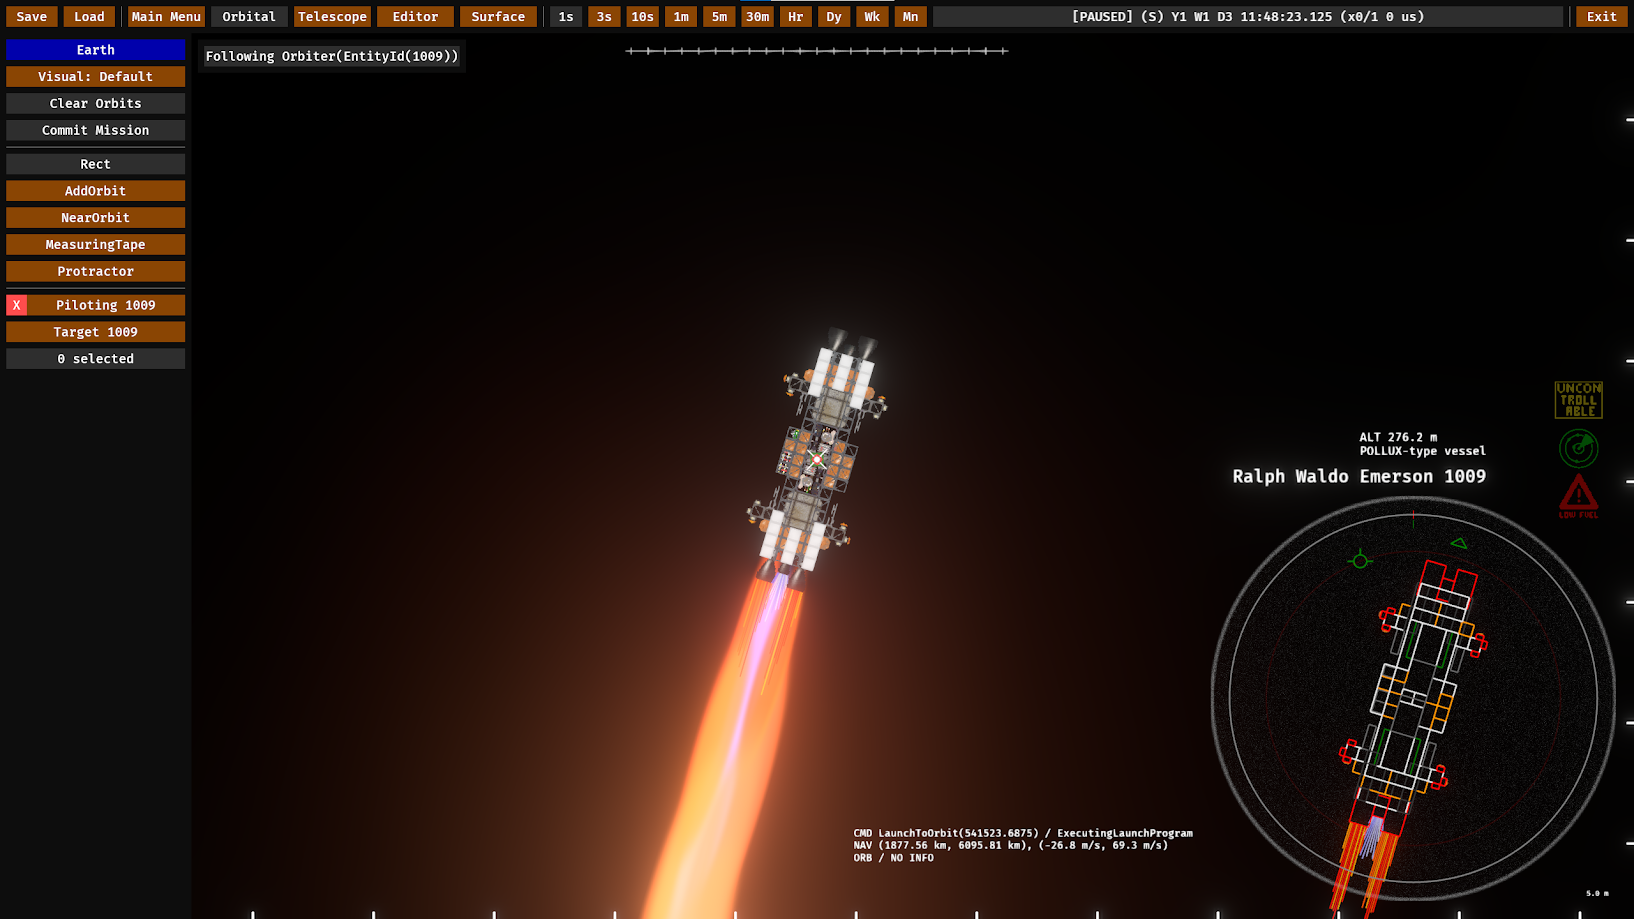 Save Load Main Menu Orbital Telescope Editor Surface 1s 3s 10s 1m 5m 30m Hr Dy Wk Mn [PAUSED] (S) Y1 W1 D3 11:48:23.125 (x0/1 0 us) Exit
Earth
Visual: Default
Clear Orbits
Commit Mission
Rect
AddOrbit
NearOrbit
MeasuringTape
Protractor
X Piloting 1009
Target 1009
0 selected
Following Orbiter(EntityId(1009))
UNCON
TROLL
ABLE
ALT 276.2 m
POLLUX-type vessel
Ralph Waldo Emerson 1009
LOW FUEL
CMD LaunchToOrbit(541523.6875) / ExecutingLaunchProgram
NAV (1877.56 km, 6095.81 km), (-26.8 m/s, 69.3 m/s)
ORB / NO INFO
5.0 m